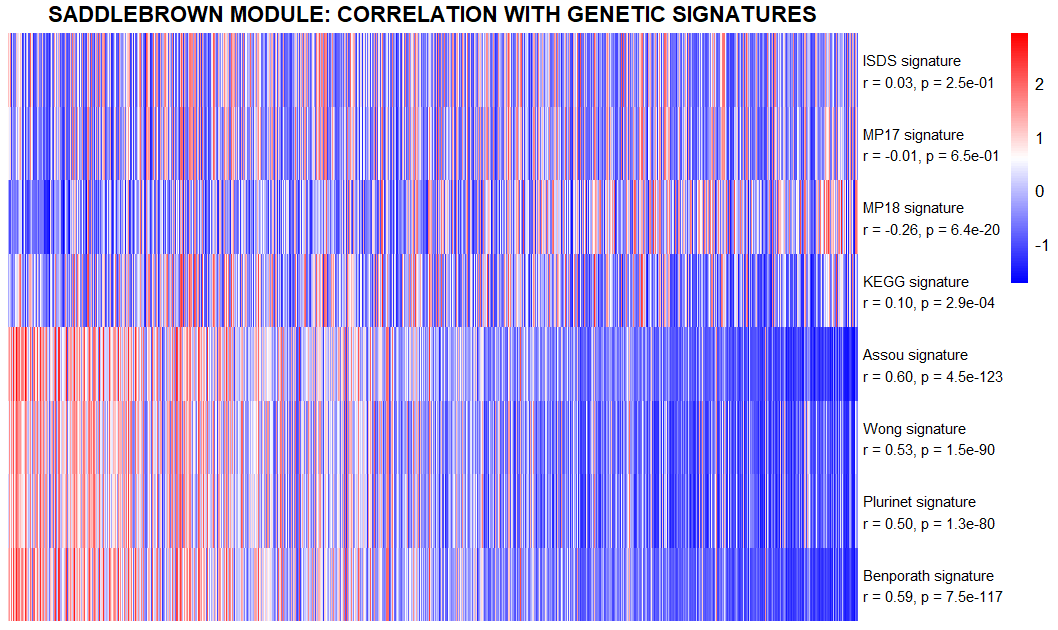 SADDLEBROWN MODULE: CORRELATION WITH GENETIC SIGNATURES
ISDS signature
r = 0.03, p = 2.5e-01
MP17 signature
r = -0.01, p = 6.5e-01
MP18 signature
r = -0.26, p = 6.4e-20
KEGG signature
r = 0.10, p = 2.9e-04
Assou signature
r = 0.60, p = 4.5e-123
Wong signature
r = 0.53, p = 1.5e-90
Plurinet signature
r = 0.50, p = 1.3e-80
Benporath signature
r = 0.59, p = 7.5e-117
2
1
0
-1